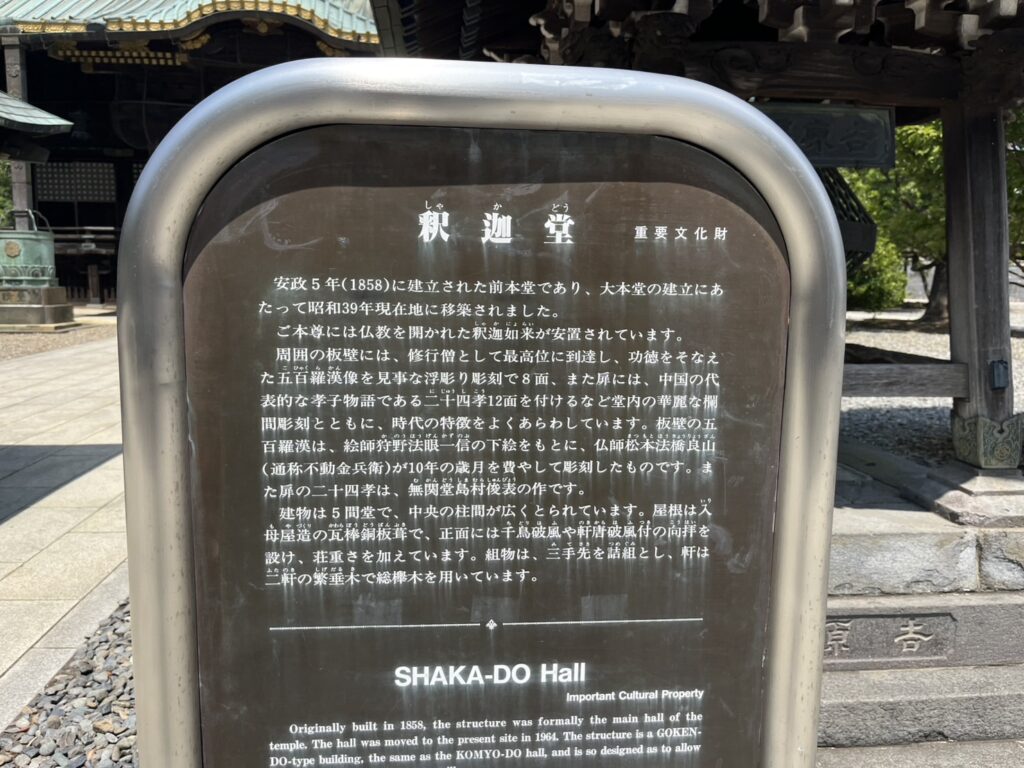 釈迦堂
しゃ か どう
重要文化財
安政5年(1858)に建立された前本堂であり、大本堂の建立にあ
たって昭和39年現在地に移築されました。
ご本尊には仏教を開かれた釈迦如来が安置されています。
周囲の板壁には、修行僧として最高位に到達し、功徳をそなえ
た五百羅漢像を見事な浮彫り彫刻で8面、また扉には、中国の代
表的な孝子物語である二十四孝12面を付けるなど堂内の華麗な欄
間彫刻とともに、時代の特徴をよくあらわしています。板壁の五
百羅漢は、絵師狩野法眼一信の下絵をもとに、仏師松本法橋良山
(通称不動金兵衛)が10年の歳月を費やして彫刻したものです。ま
た扉の二十四孝は、無関堂島村俊表の作です。
建物は5間堂で、中央の柱間が広くとられています。屋根は入
母屋造の瓦棒銅板葺で、正面には千鳥破風や軒唐破風付の向拝を
設け、荘重さを加えています。組物は、三手先を詰組とし、軒は
二軒の繁垂木で総欅木を用いています。
SHAKA-DO Hall
Important Cultural Property
Originally built in 1858, the structure was formally the main hall of the
temple. The hall was moved to the present site in 1964. The structure is a GOKEN-
DO-type building, the same as the KOMYO-DO hall, and is so designed as to allow
吉原